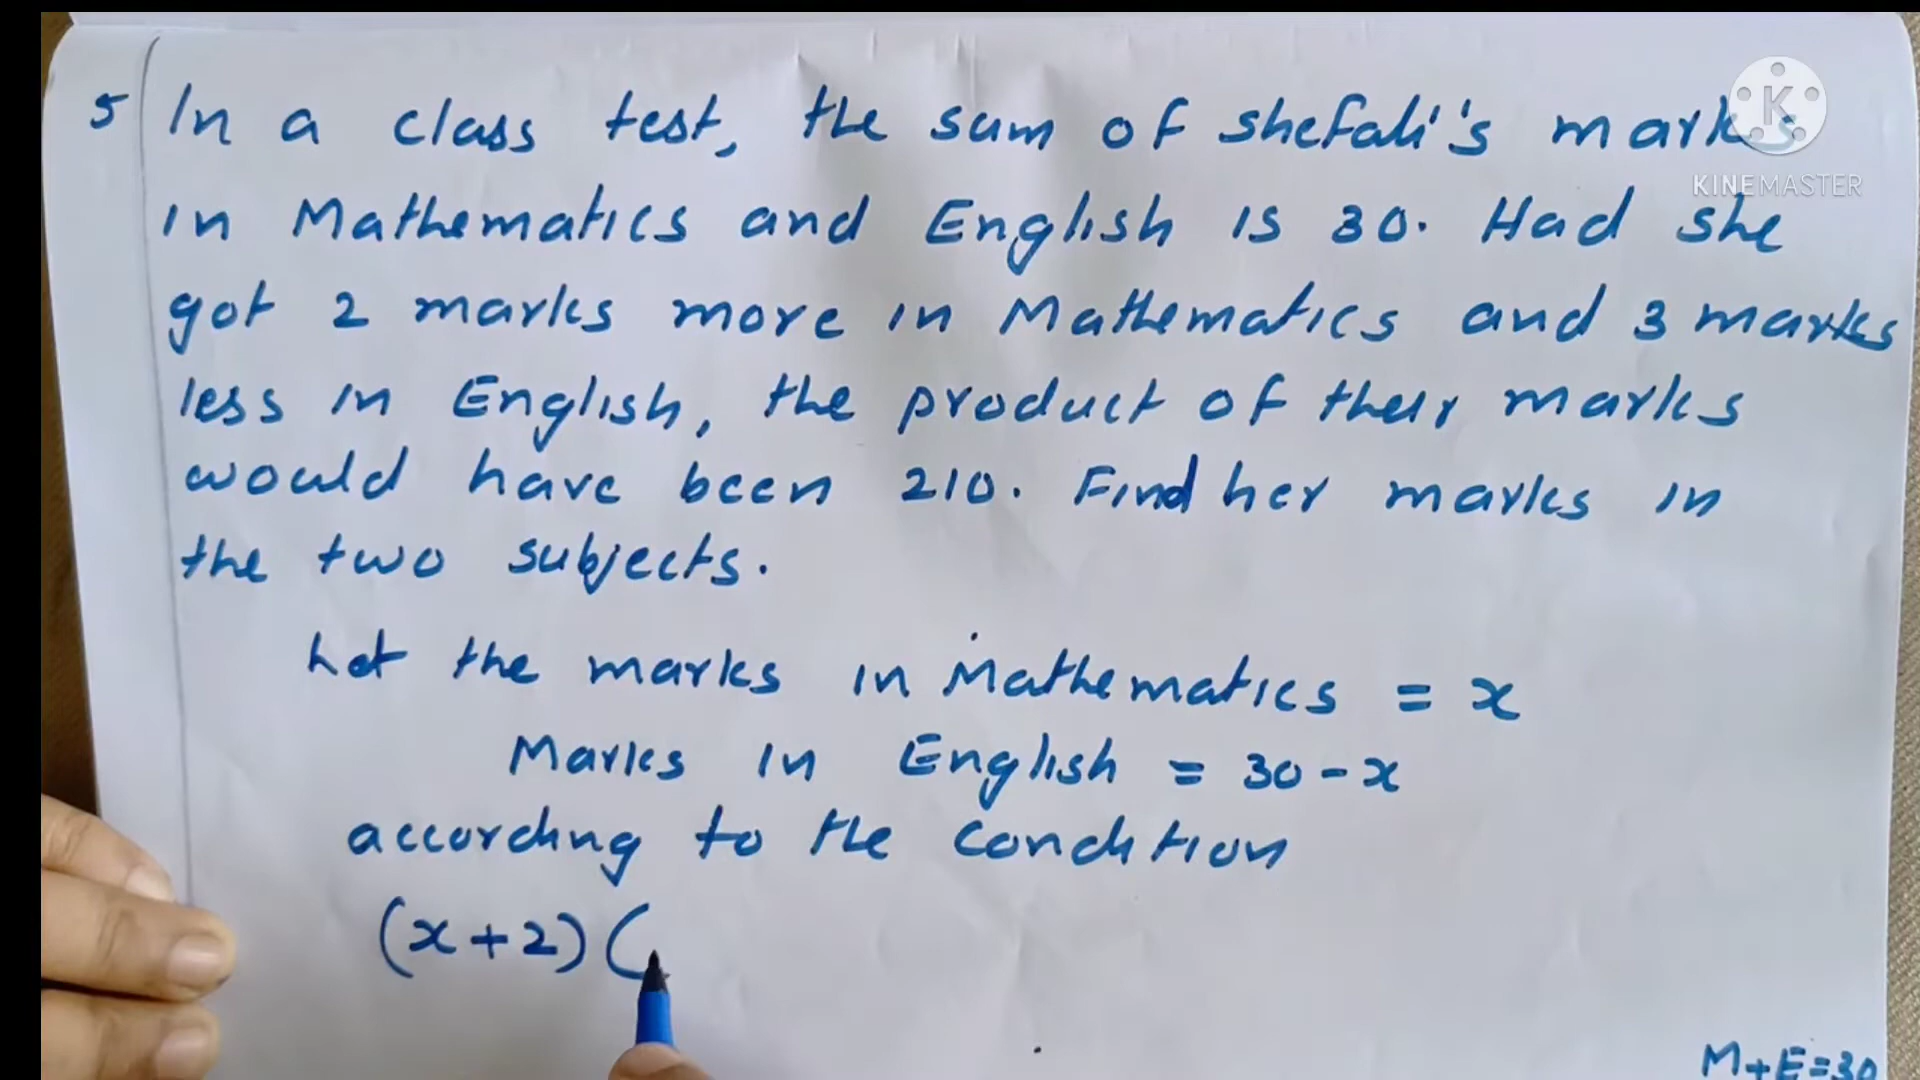 5 In a class test, the sum of shefali's marks
in Mathematics and English is 30. Had she
got 2 marks more in Mathematics and 3 marks
less in English, the product of their marks
would have been 210. Find her marks in
the two subjects.
Let the marks in Mathematics = x
Marks in English = 30-x
according to the condition
(x+2)(
M+E=30
KINEMASTER